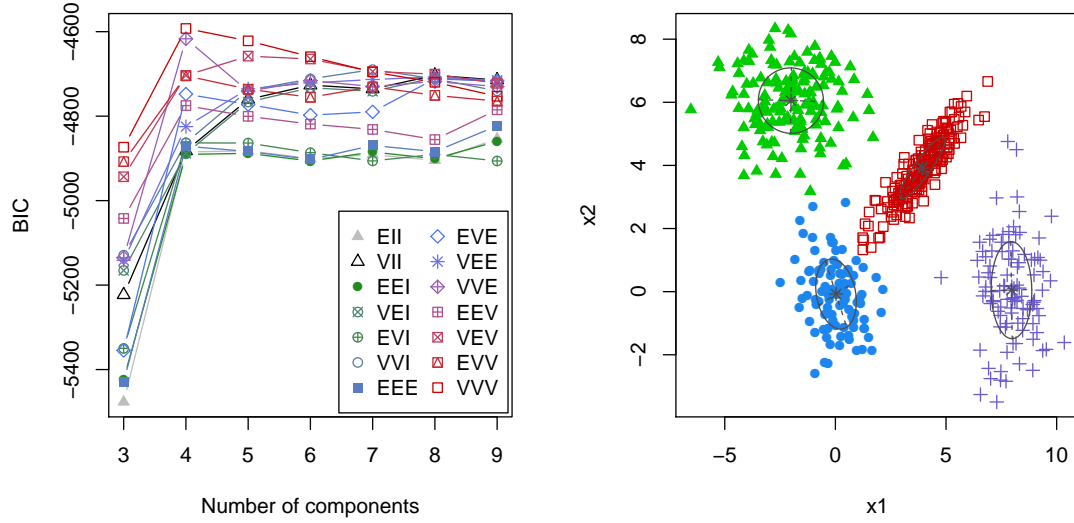 BIC
-4600
-4800
-5000
-5200
-5400
3 4 5 6 7 8 9
Number of components
EII
VII
EEI
VEI
EVI
VVI
EEE
EVE
VEE
VVE
EEV
VEV
EVV
VVV
x2
8
6
4
2
0
−2
−5 0 5 10
x1